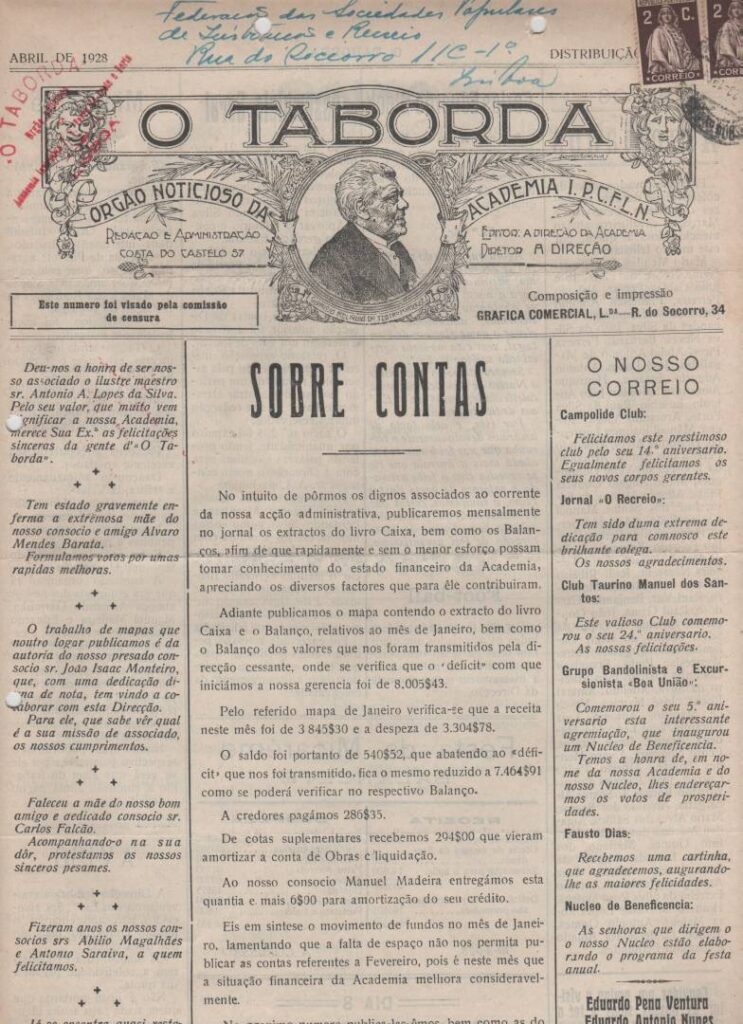 Federação das Sociedades Populares
de e Recreio
Rua do Socorro 11C-1º
Lisboa
ABRIL DE 1928
DISTRIBUIÇÃ
2 C.
CORREIO
2
CORREIO
O TABORDA
O TABORDA
ORGÃO NOTICIOSO DA
ACADEMIA I. P. C. F. L. N.
REDAÇÃO E ADMINISTRAÇÃO
COSTA DO CASTELO 57
EDITOR: A DIREÇÃO DA ACADEMIA
DIRETOR A DIREÇÃO
Este numero foi visado pela comissão
de censura
Composição e impressão
GRAFICA COMERCIAL, L.DA—R. do Socorro, 34
Deu-nos a honra de ser nos-
so associado o ilustre maestro
sr. Antonio A. Lopes da Silva.
Pelo seu valor, que muito vem
gnificar a nossa Academia,
merece Sua Ex.ª as felicitações
sinceras da gente d'«O Ta-
borda».
Tem estado gravemente en-
ferma a extremosa mãe do
nosso consocio e amigo Alvaro
Mendes Barata.
Formulamos votos por umas
rapidas melhoras.
O trabalho de mapas que
noutro logar publicamos é da
autoria do nosso presado con-
socio sr. João Isaac Monteiro,
que, com uma dedicação di-
na de nota, tem vindo a co-
laborar com esta Direcção.
Para ele, que sabe vêr qual
é a sua missão de associado,
os nossos cumprimentos.
Faleceu a mãe do nosso bom
amigo e dedicado consocio sr.
Carlos Falcão.
Acompanhando-o na sua
dôr, protestamos os nossos
sinceros pesames.
Fizeram anos os nossos con-
socios srs Abilio Magalhães
e Antonio Saraiva, a quem
felicitamos.
SOBRE CONTAS
No intuito de pôrmos os dignos associados ao corrente
da nossa acção administrativa, publicaremos mensalmente
no jornal os extractos do livro Caixa, bem como os Balan-
ços, afim de que rapidamente e sem o menor esforço possam
tomar conhecimento do estado financeiro da Academia,
apreciando os diversos factores que para êle contribuiram.
Adiante publicamos o mapa contendo o extracto do livro
Caixa e o Balanço, relativos ao mês de Janeiro, bem como
o Balanço dos valores que nos foram transmitidos pela di-
recção cessante, onde se verifica que o «deficit» com que
iniciámos a nossa gerencia foi de 8.005$43.
Pelo referido mapa de Janeiro verifica-se que a receita
neste mês foi de 3 845$30 e a despeza de 3.304$78.
O saldo foi portanto de 540$52, que abatendo ao «défi-
cit» que nos foi transmitido, fica o mesmo reduzido a 7.464$91
como se poderá verificar no respectivo Balanço.
A credores pagámos 286$35.
De cotas suplementares recebemos 294$00 que vieram
amortizar a conta de Obras e liquidação.
Ao nosso consocio Manuel Madeira entregámos esta
quantia e mais 6$00 para amortização do seu crédito.
Eis em sintese o movimento de fundos no mês de Janei-
ro, lamentando que a falta de espaço não nos permita pu-
blicar as contas referentes a Fevereiro, pois é neste mês que
a situação financeira da Academia melhora consideravel-
mente.
O NOSSO
CORREIO
Campolide Club:
Felicitamos este prestimoso
club pelo seu 14.º aniversario.
Egualmente felicitamos os
seus novos corpos gerentes.
Jornal «O Recreio»:
Tem sido duma extrema de-
dicação para comnosco este
brilhante colega.
Os nossos agradecimentos.
Club Taurino Manuel dos San-
tos:
Este valioso Club comemo-
rou o seu 24.º aniversario.
As nossas felicitações.
Grupo Bandolinista e Excur-
sionista «Boa União»:
Comemorou o seu 5.º ani-
versario esta interessante
agremiação, que inaugurou
um Nucleo de Beneficencia.
Temos a honra de, em no-
me da nossa Academia e do
nosso Nucleo, lhes endereçar-
mos os votos de prosperi-
dades.
Fausto Dias:
Recebemos uma cartinha,
que agradecemos, augurando-
lhe as maiores felicidades.
Nucleo de Beneficencia:
As senhoras que dirigem o
o nosso Nucleo estão elabo-
rando o programa da festa
anual.
Eduardo Pena Ventura
Eduardo Antonio Nunes